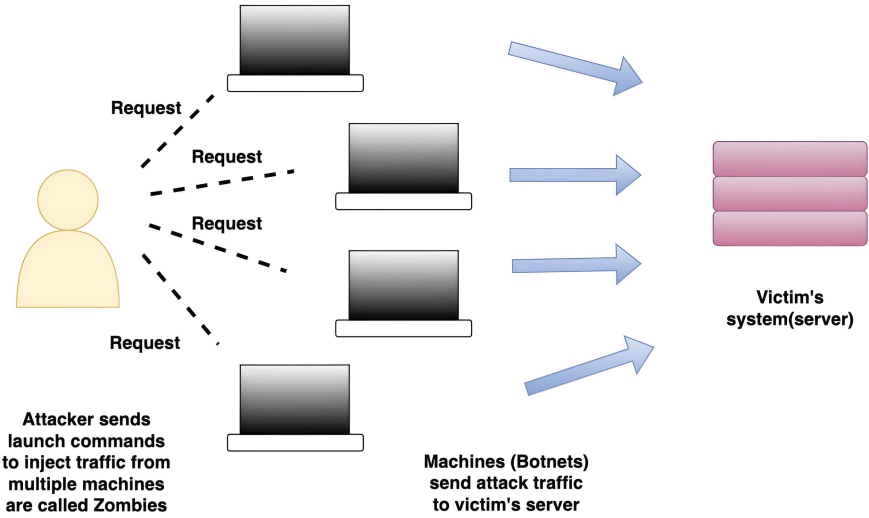 Request
Request
Request
Request
Attacker sends
launch commands
to inject traffic from
multiple machines
are called Zombies
Machines (Botnets)
send attack traffic
to victim's server
Victim's
system(server)